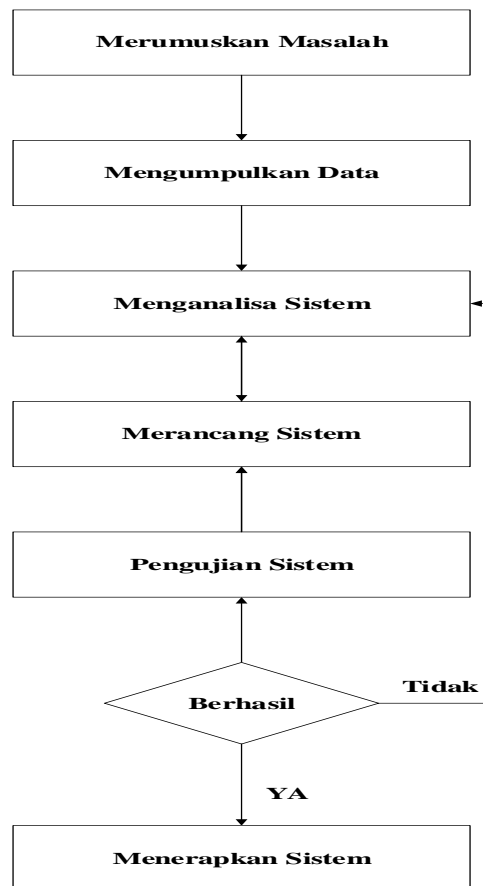 Merumuskan Masalah
Mengumpulkan Data
Menganalisa Sistem
Merancang Sistem
Pengujian Sistem
Berhasil
Tidak
YA
Menerapkan Sistem